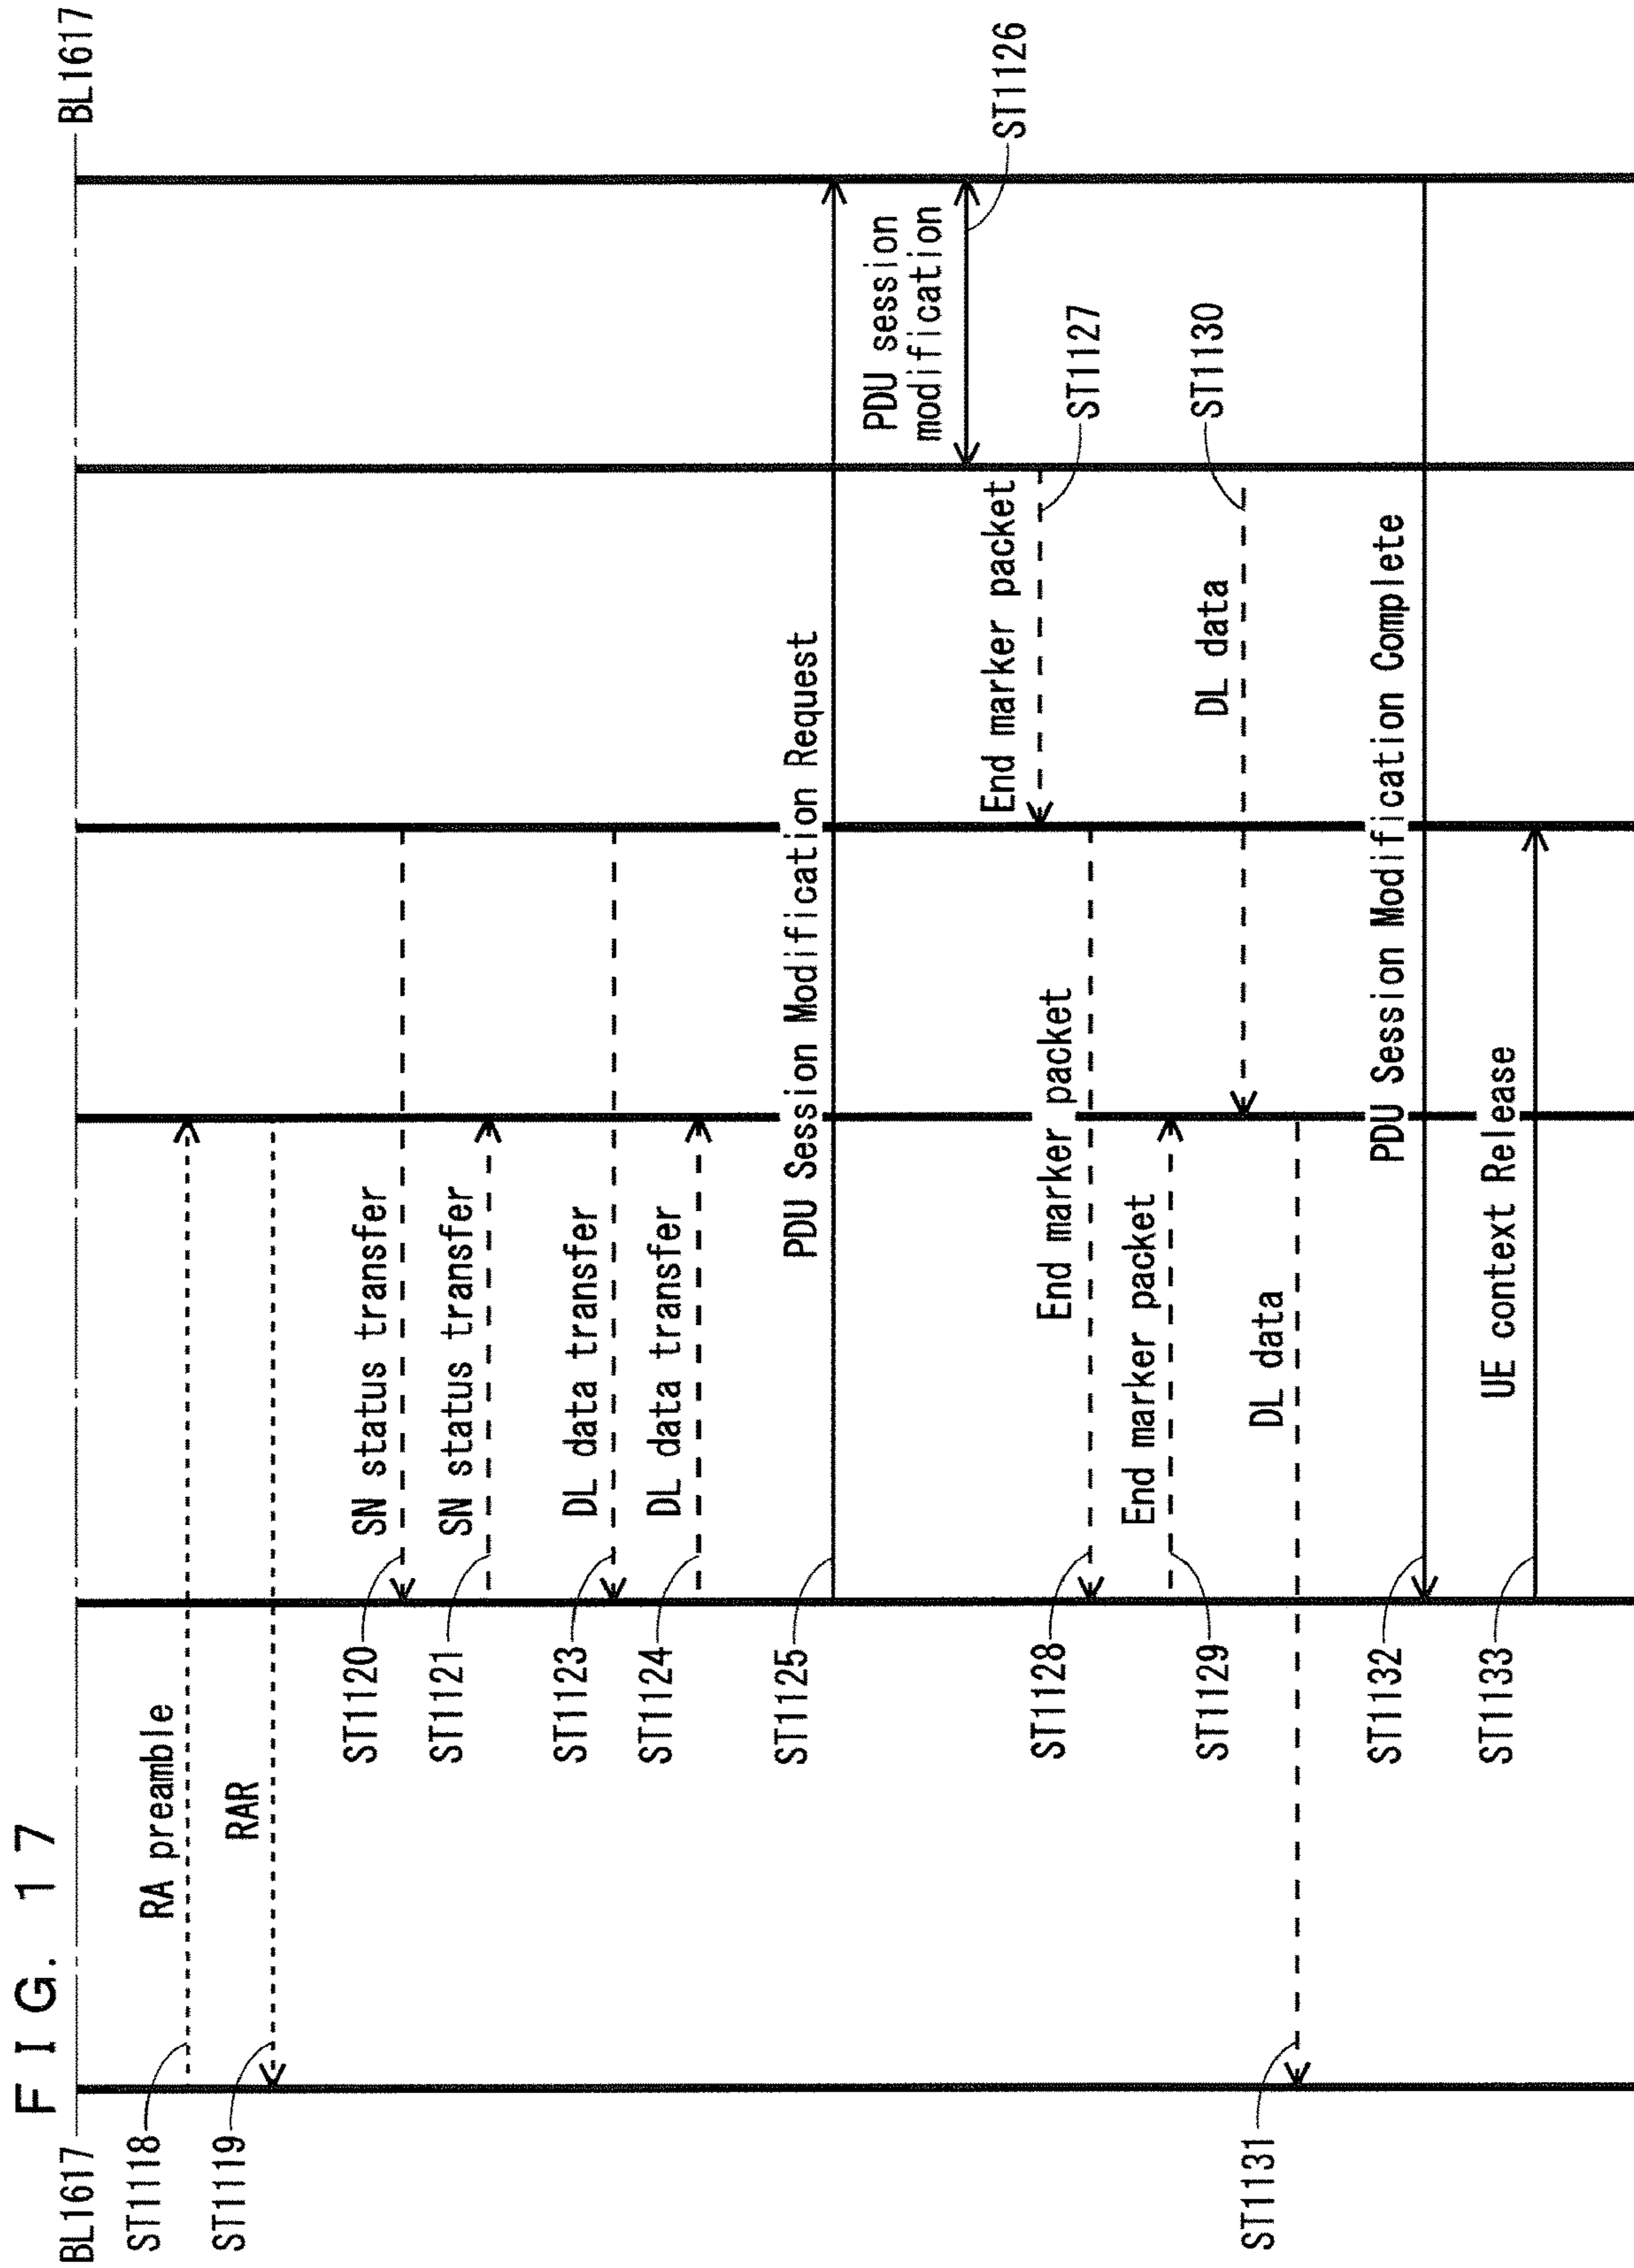 F I G. 1 7
BL1617
BL1617
ST1118
RA preamble
ST1119
RAR
ST1120
SN status transfer
ST1121
SN status transfer
ST1123
DL data transfer
ST1124
DL data transfer
ST1125
PDU Session Modification Request
PDU session
modification
ST1126
End marker packet
ST1127
ST1128
End marker packet
ST1129
End marker packet
DL data
ST1130
ST1131
DL data
ST1132
PDU Session Modification Complete
ST1133
UE context Release